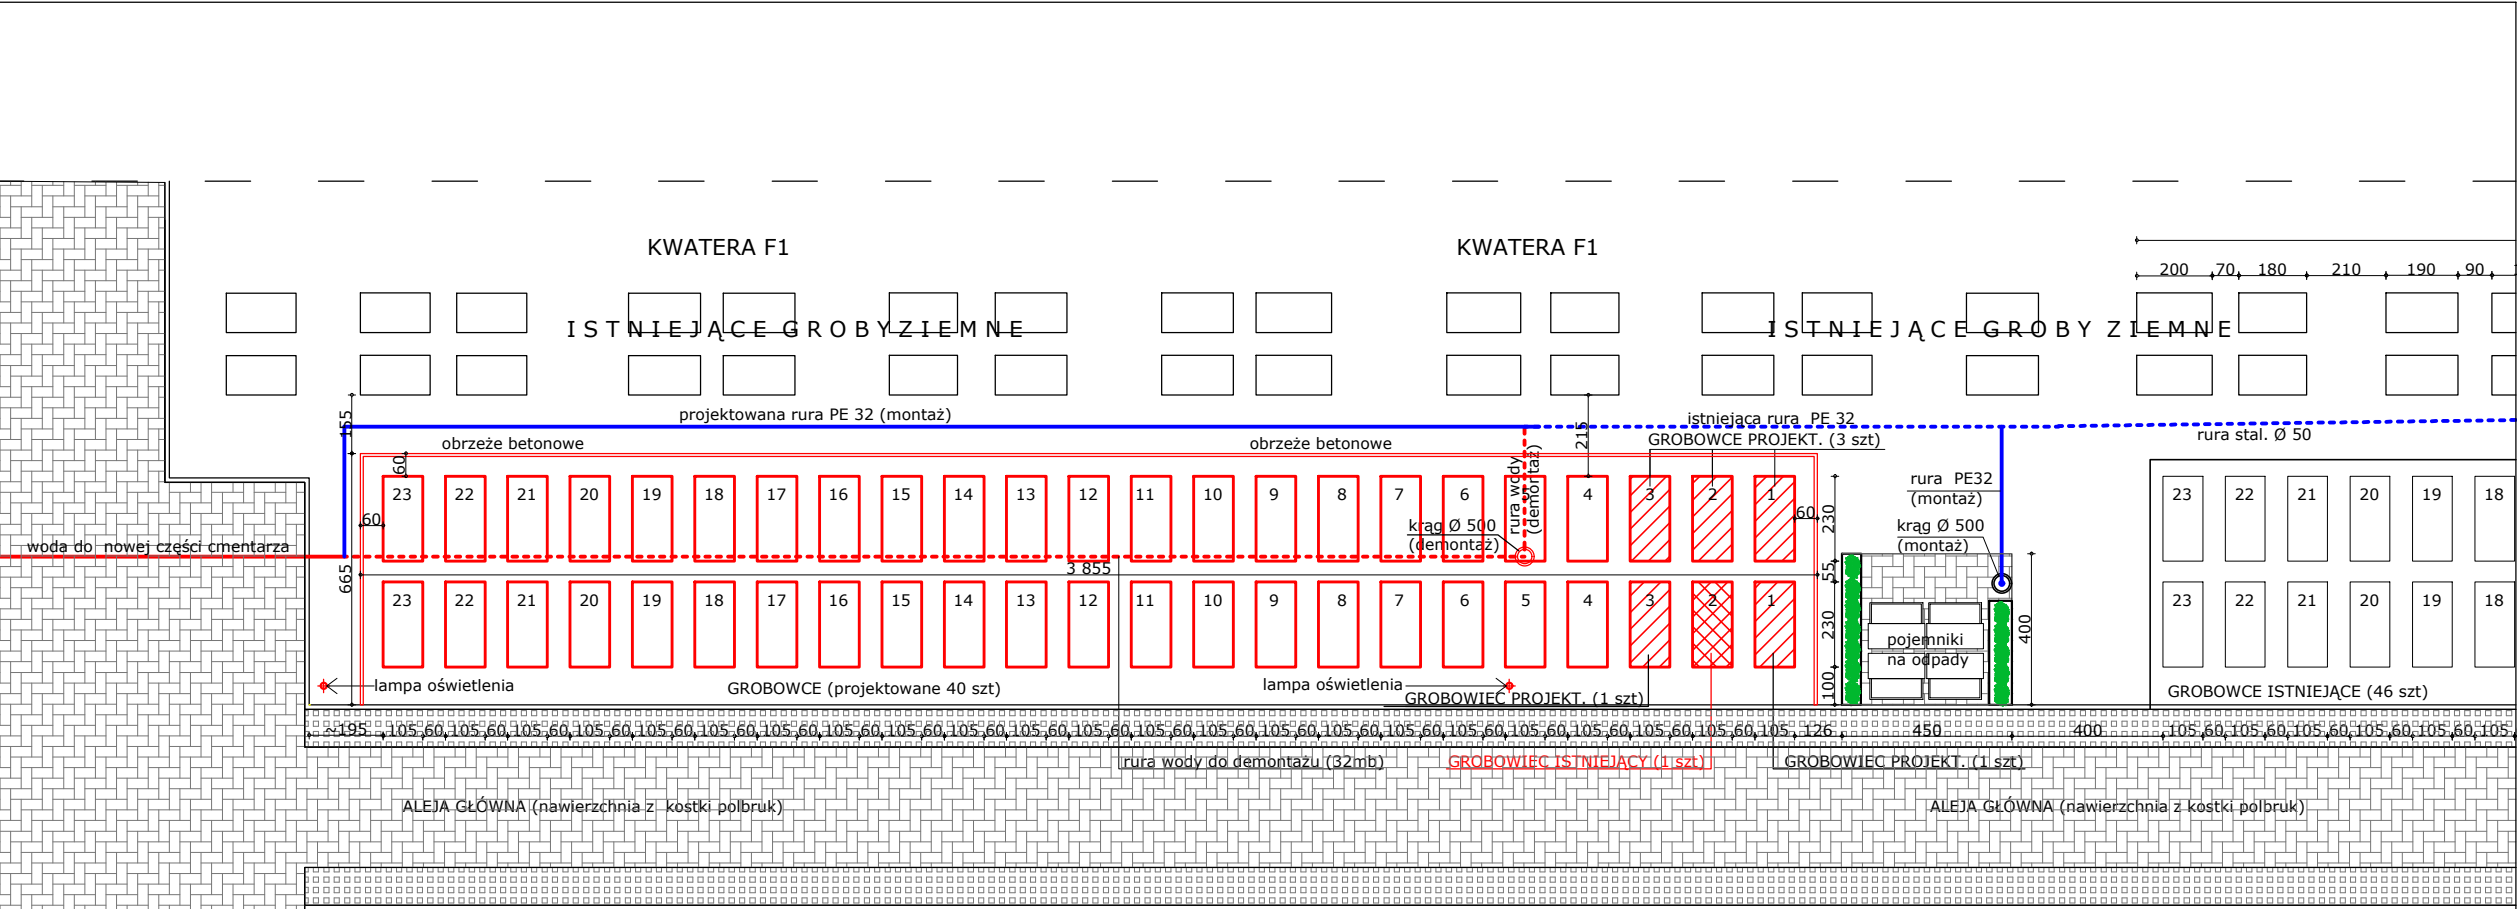 KWATERA F1 KWATERA F1
200 70 180 210 190 90
I S T N I E J Ą C E G R O B Y Z I E M N E I S T N I E J Ą C E G R O B Y Z I E M N E
155 projektowana rura PE 32 (montaż) 215 istniejąca rura PE 32
obrzeże betonowe obrzeże betonowe GROBOWCE PROJEKT. (3 szt) rura stal. Ø 50
60
rura wody
(demontaż)
rura PE32
(montaż)
23 22 21 20 19 18 17 16 15 14 13 12 11 10 9 8 7 6 5 4 3 2 1 23 22 21 20 19 18
60 60 230
krąg Ø 500
(demontaż)
krąg Ø 500
(montaż)
woda do nowej części cmentarza
665 3 855 55
23 22 21 20 19 18 17 16 15 14 13 12 11 10 9 8 7 6 5 4 3 2 1 23 22 21 20 19 18
230 400
pojemniki
na odpady
lampa oświetlenia GROBOWCE (projektowane 40 szt) lampa oświetlenia GROBOWIEC PROJEKT. (1 szt) 100 GROBOWCE ISTNIEJĄCE (46 szt)
~195 105 60 105 60 105 60 105 60 105 60 105 60 105 60 105 60 105 60 105 60 105 60 105 60 105 60 105 60 105 60 105 60 105 60 105 60 105 60 105 60 105 60 105 60 105 126 450 400 105 60 105 60 105 60 105 60 105 60 105
rura wody do demontażu (32mb) GROBOWIEC ISTNIEJĄCY (1 szt) GROBOWIEC PROJEKT. (1 szt)
ALEJA GŁÓWNA (nawierzchnia z kostki polbruk) ALEJA GŁÓWNA (nawierzchnia z kostki polbruk)